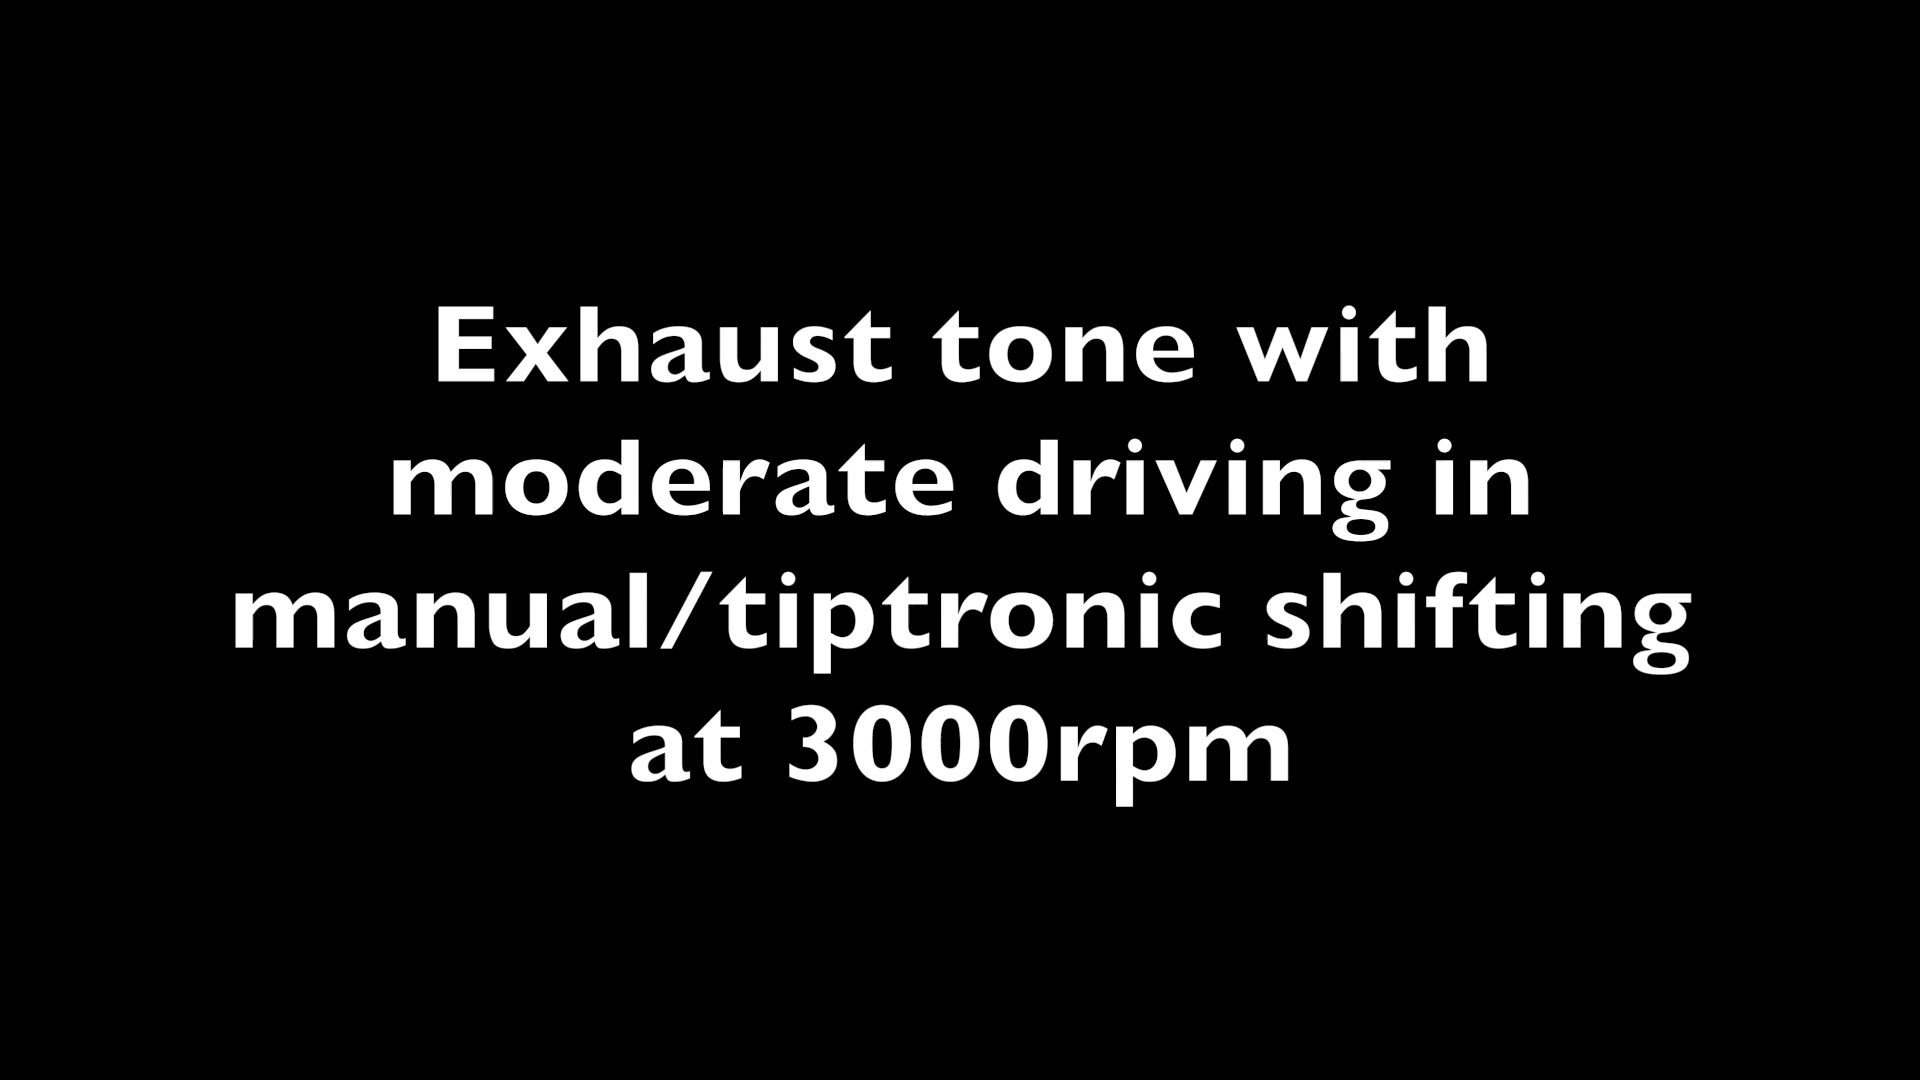 Exhaust tone with
moderate driving in
manual/tiptronic shifting
at 3000rpm